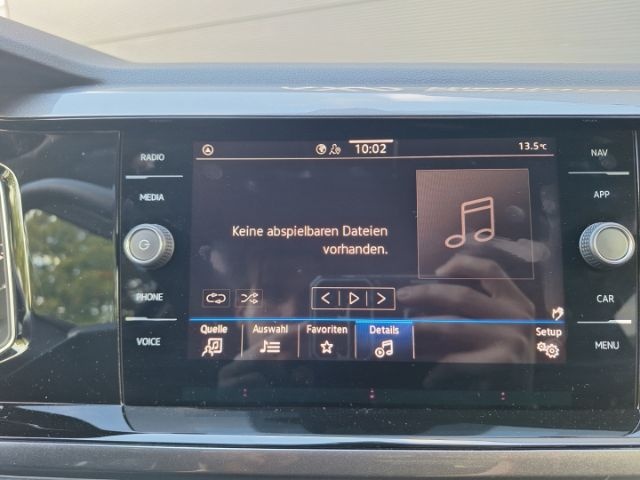 RADIO
MEDIA
PHONE
VOICE
10:02
13.5°C
Keine abspielbaren Dateien
vorhanden.
Quelle
Auswahl
Favoriten
Details
Setup
NAV
APP
CAR
MENU